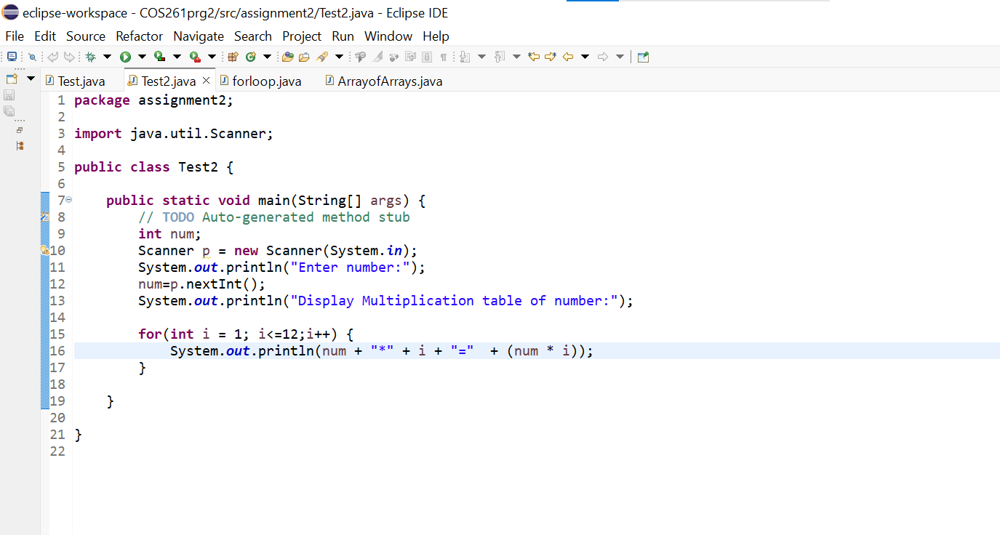 eclipse-workspace - COS261prg2/src/assignment2/Test2.java - Eclipse IDE
File Edit Source Refactor Navigate Search Project Run Window Help
Test.java Test2.java forloop.java ArrayofArrays.java
1 package assignment2;
2
3 import java.util.Scanner;
4
5 public class Test2 {
6
7     public static void main(String[] args) {
8         // TODO Auto-generated method stub
9         int num;
10         Scanner p = new Scanner(System.in);
11         System.out.println("Enter number:");
12         num=p.nextInt();
13         System.out.println("Display Multiplication table of number:");
14
15         for(int i = 1; i<=12;i++) {
16             System.out.println(num + "*" + i + "="  + (num * i));
17         }
18
19     }
20
21 }
22